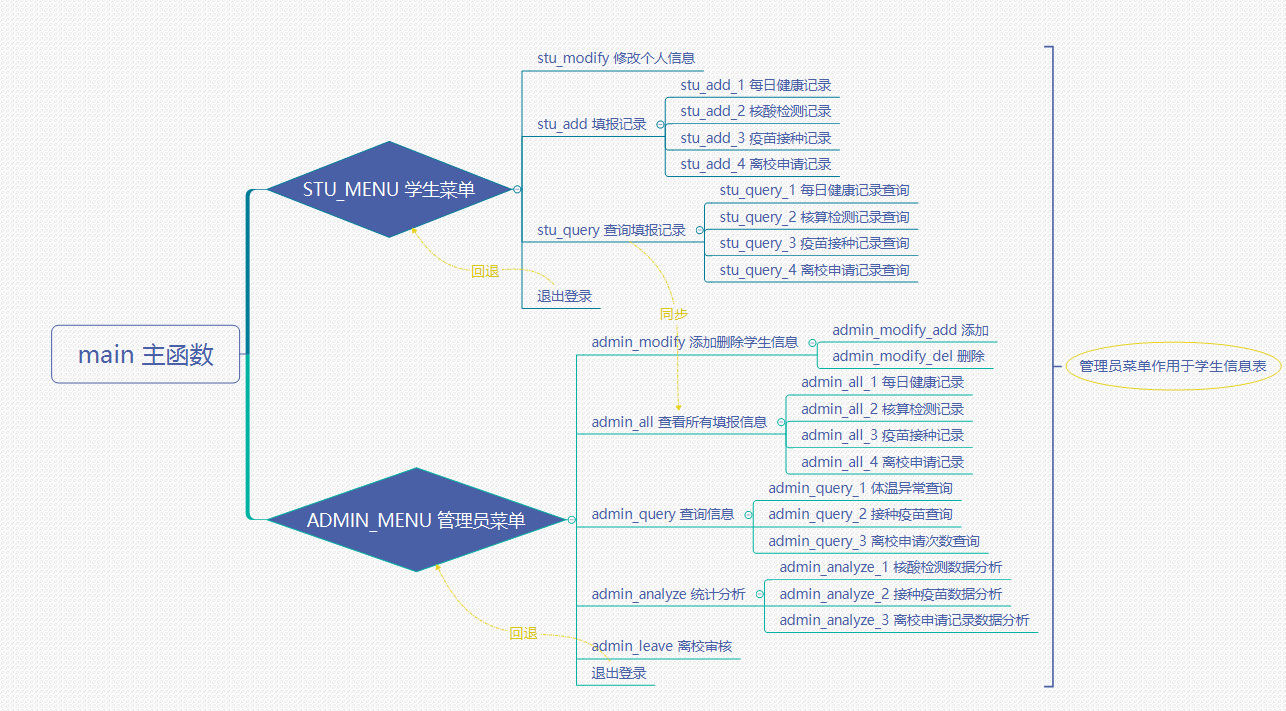 main 主函数
STU_MENU 学生菜单
stu_modify 修改个人信息
stu_add 填报记录
stu_add_1 每日健康记录
stu_add_2 核酸检测记录
stu_add_3 疫苗接种记录
stu_add_4 离校申请记录
stu_query 查询填报记录
stu_query_1 每日健康记录查询
stu_query_2 核算检测记录查询
stu_query_3 疫苗接种记录查询
stu_query_4 离校申请记录查询
退出登录
回退
同步
ADMIN_MENU 管理员菜单
admin_modify 添加删除学生信息
admin_modify_add 添加
admin_modify_del 删除
admin_all 查看所有填报信息
admin_all_1 每日健康记录
admin_all_2 核算检测记录
admin_all_3 疫苗接种记录
admin_all_4 离校申请记录
admin_query 查询信息
admin_query_1 体温异常查询
admin_query_2 接种疫苗查询
admin_query_3 离校申请次数查询
admin_analyze 统计分析
admin_analyze_1 核酸检测数据分析
admin_analyze_2 接种疫苗数据分析
admin_analyze_3 离校申请记录数据分析
admin_leave 离校审核
退出登录
回退
管理员菜单作用于学生信息表